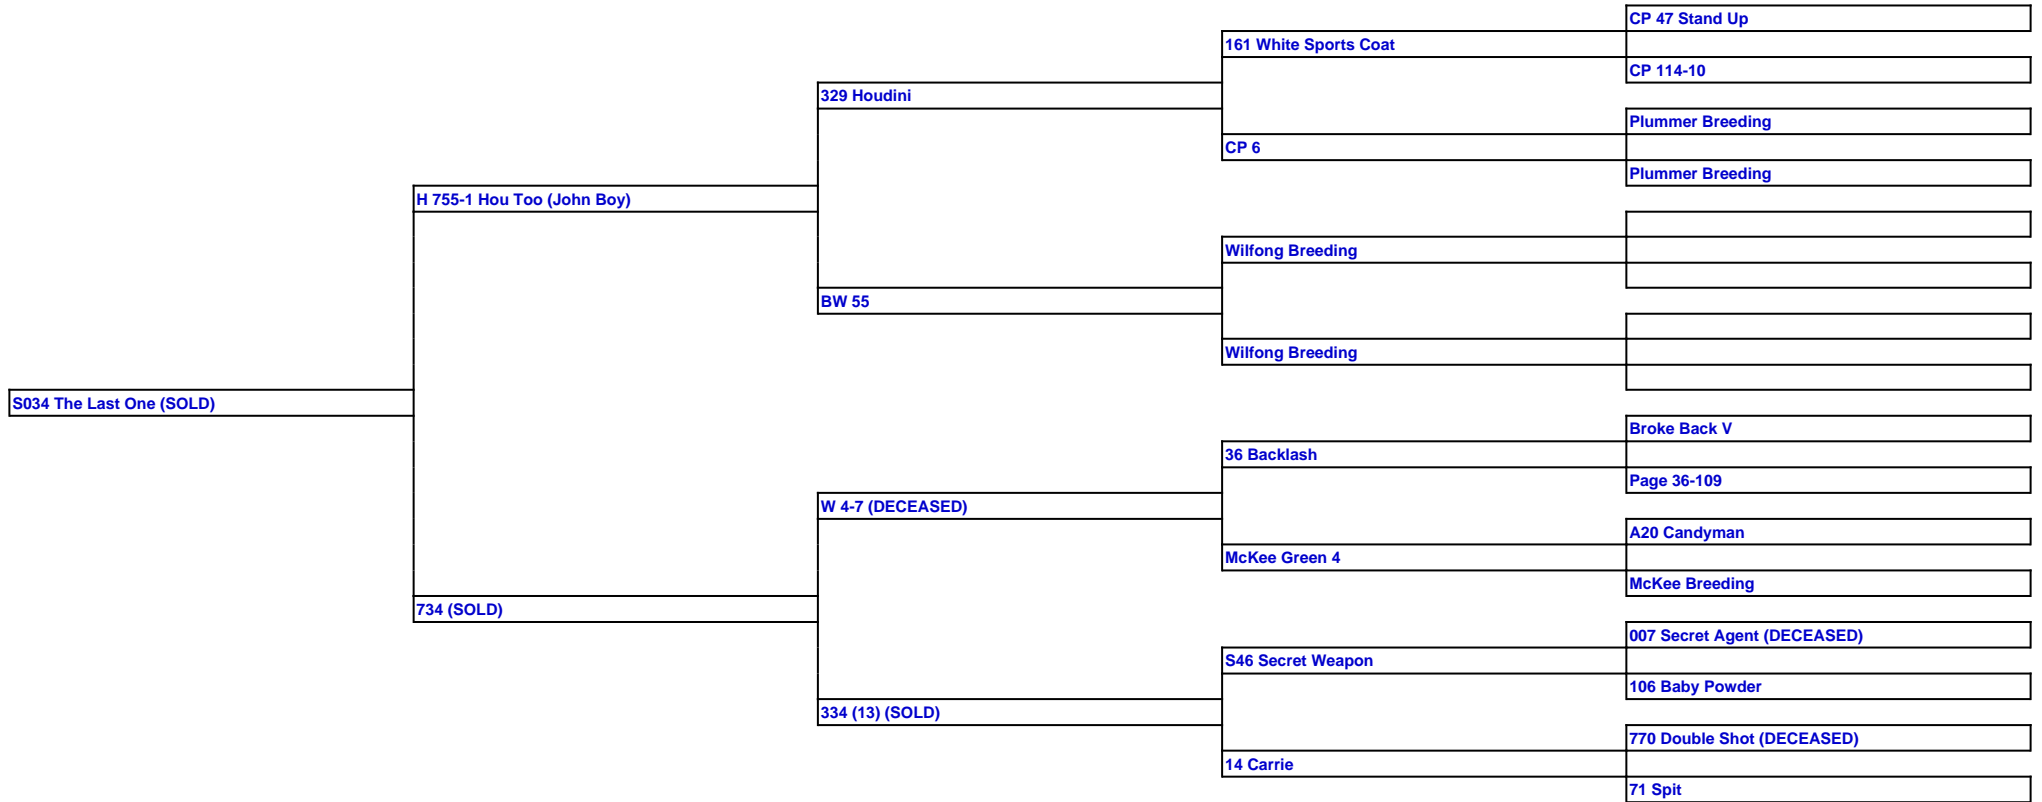 CP 47 Stand Up
161 White Sports Coat
CP 114-10
329 Houdini
Plummer Breeding
CP 6
Plummer Breeding
H 755-1 Hou Too (John Boy)
Wilfong Breeding
BW 55
Wilfong Breeding
S034 The Last One (SOLD)
Broke Back V
36 Backlash
Page 36-109
W 4-7 (DECEASED)
A20 Candyman
McKee Green 4
McKee Breeding
734 (SOLD)
007 Secret Agent (DECEASED)
S46 Secret Weapon
106 Baby Powder
334 (13) (SOLD)
770 Double Shot (DECEASED)
14 Carrie
71 Spit